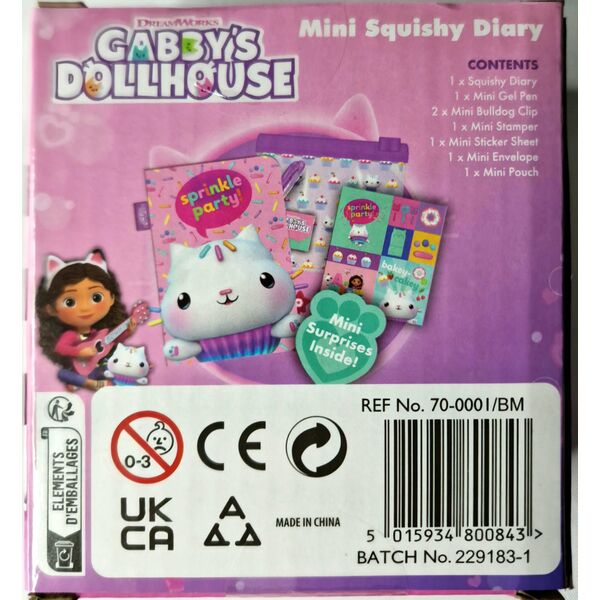 DREAMWORKS
GABBY'S
DOLLHOUSE
Mini Squishy Diary
CONTENTS
1 x Squishy Diary
1 x Mini Gel Pen
2 x Mini Bulldog Clip
1 x Mini Stamper
1 x Mini Sticker Sheet
1 x Mini Envelope
1 x Mini Pouch
sprinkle
party!
GABBY'S
DOLLHOUSE
sprinkle
party!
bakey-
cakey
Mini
Surprises
Inside!
ELEMENTS
D'EMBALLAGES
0-3
CE
UK
CA
MADE IN CHINA
REF No. 70-0001/BM
5 015934 800843 >
BATCH No. 229183-1